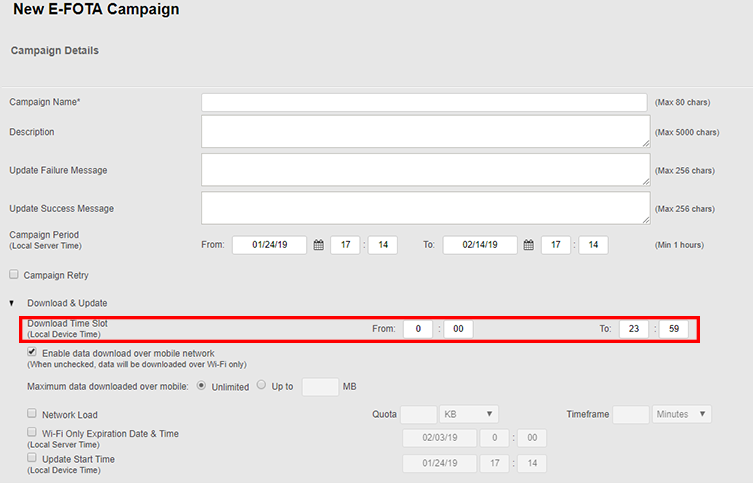 New E-FOTA Campaign
Campaign Details
Campaign Name* (Max 80 chars)
Description (Max 5000 chars)
Update Failure Message (Max 256 chars)
Update Success Message (Max 256 chars)
Campaign Period
(Local Server Time) From: 01/24/19 17 : 14 To: 02/14/19 17 : 14 (Min 1 hours)
Campaign Retry
Download & Update
Download Time Slot
(Local Device Time) From: 0 : 00 To: 23 : 59
Enable data download over mobile network
(When unchecked, data will be downloaded over Wi-Fi only)
Maximum data downloaded over mobile: Unlimited Up to MB
Network Load Quota KB Timeframe Minutes
Wi-Fi Only Expiration Date & Time
(Local Server Time) 02/03/19 0 : 00
Update Start Time
(Local Device Time) 01/24/19 17 : 14